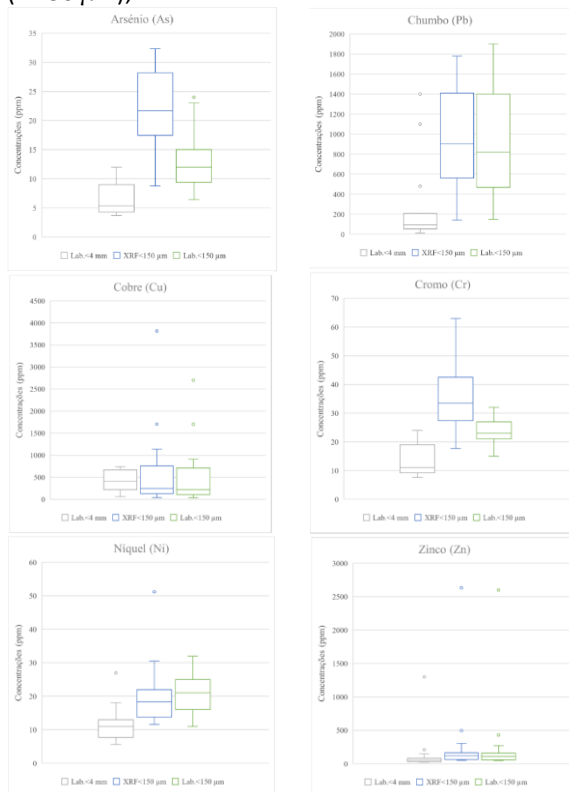 Arsénio (As)
Concentrações (ppm)
35
30
25
20
15
10
5
0
Lab.<4 mm XRF<150 µm Lab.<150 µm
Chumbo (Pb)
Concentrações (ppm)
2000
1800
1600
1400
1200
1000
800
600
400
200
0
Lab.<4 mm XRF<150 µm Lab.<150 µm
Cobre (Cu)
Concentrações (ppm)
4500
4000
3500
3000
2500
2000
1500
1000
500
0
Lab.<4 mm XRF<150 µm Lab.<150 µm
Cromo (Cr)
Concentrações (ppm)
70
60
50
40
30
20
10
0
Lab.<4 mm XRF<150 µm Lab.<150 µm
Níquel (Ni)
Concentrações (ppm)
60
50
40
30
20
10
0
Lab.<4 mm XRF<150 µm Lab.<150 µm
Zinco (Zn)
Concentrações (ppm)
3000
2500
2000
1500
1000
500
0
Lab.<4 mm XRF<150 µm Lab.<150 µm